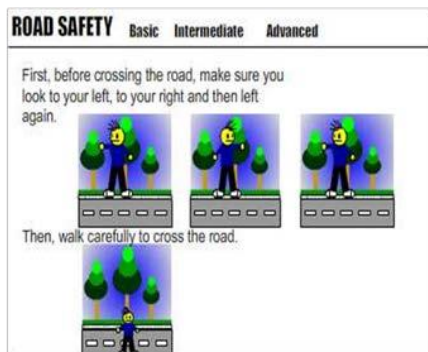 ROAD SAFETY Basic Intermediate Advanced
First, before crossing the road, make sure you
look to your left, to your right and then left
again.
Then, walk carefully to cross the road.